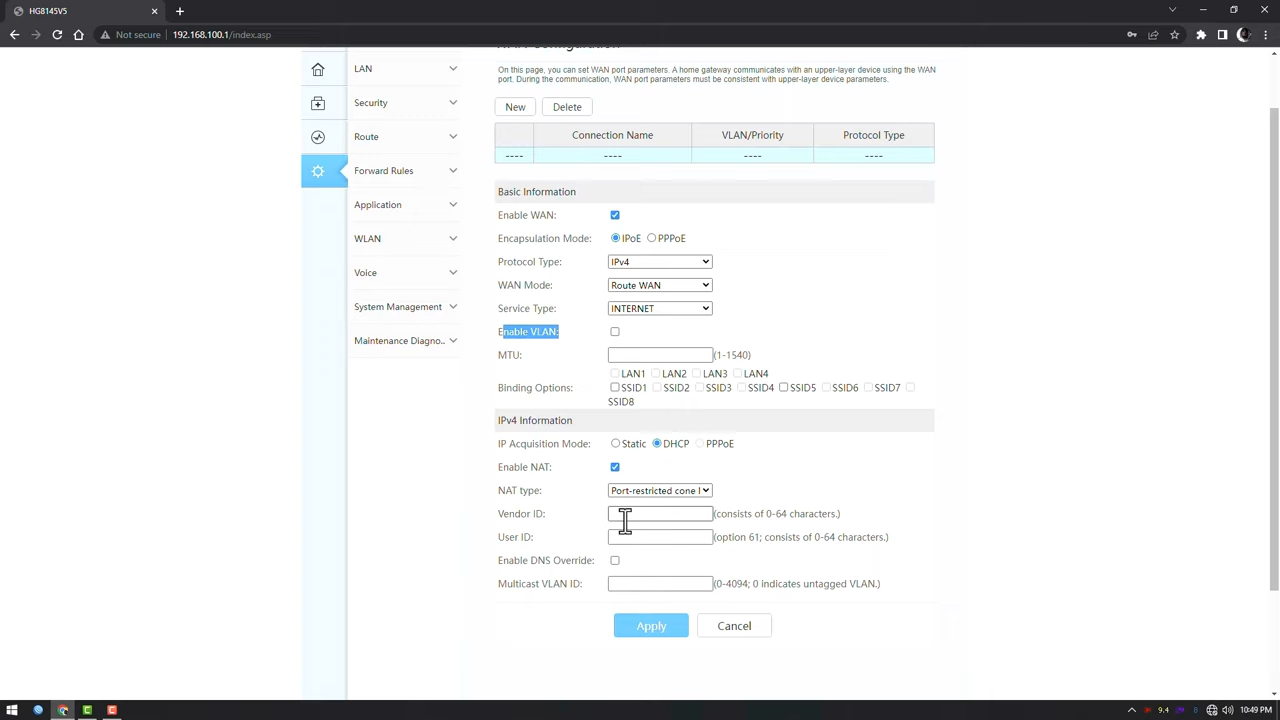 HG8145V5
Not secure
192.168.100.1/index.asp
LAN
Security
Route
Forward Rules
Application
WLAN
Voice
System Management
Maintenance Diagno..
WAN Configuration
On this page, you can set WAN port parameters. A home gateway communicates with an upper-layer device using the WAN
port. During the communication, WAN port parameters must be consistent with upper-layer device parameters.
New
Delete
Connection Name
VLAN/Priority
Protocol Type
----
----
----
----
Basic Information
Enable WAN:
Encapsulation Mode:
IPoE
PPPoE
Protocol Type:
IPv4
WAN Mode:
Route WAN
Service Type:
INTERNET
Enable VLAN:
MTU:
(1-1540)
LAN1
LAN2
LAN3
LAN4
Binding Options:
SSID1
SSID2
SSID3
SSID4
SSID5
SSID6
SSID7
SSID8
IPv4 Information
IP Acquisition Mode:
Static
DHCP
PPPoE
Enable NAT:
NAT type:
Port-restricted cone
Vendor ID:
(consists of 0-64 characters.)
User ID:
(option 61; consists of 0-64 characters.)
Enable DNS Override:
Multicast VLAN ID:
(0-4094; 0 indicates untagged VLAN.)
Apply
Cancel
9.4
8
10:49 PM